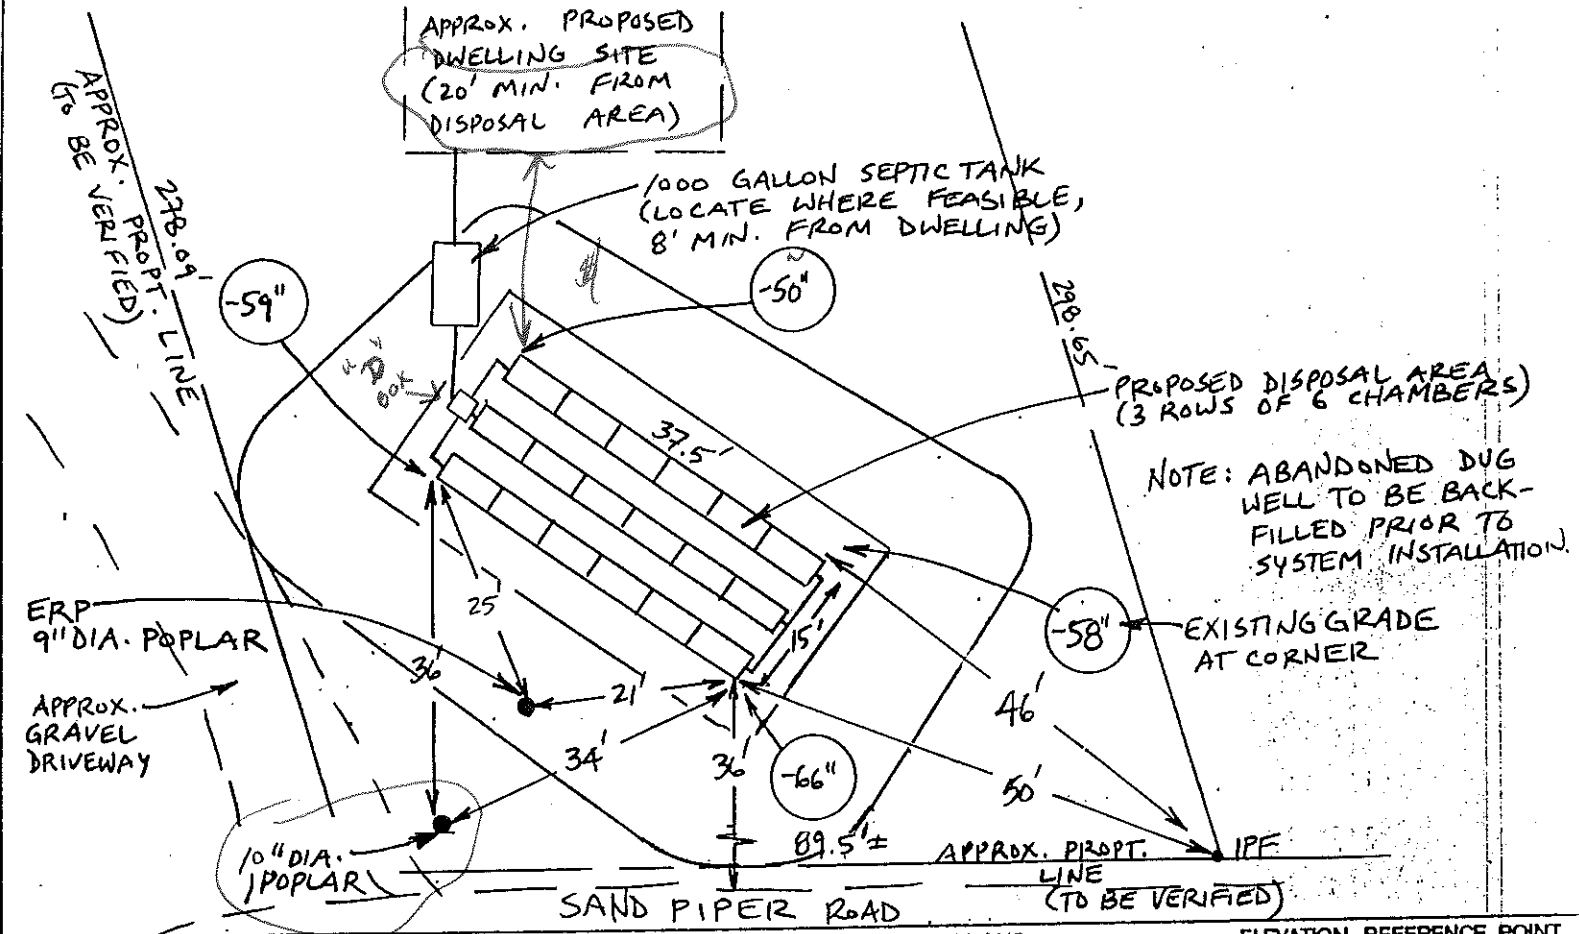 APPROX. PROPOSED
DWELLING SITE
(20' MIN. FROM
DISPOSAL AREA)
APPROX. PROPT. LINE
(TO BE VERIFIED)
278.09'
1000 GALLON SEPTIC TANK
(LOCATE WHERE FEASIBLE,
8' MIN. FROM DWELLING)
-59"
-50"
298.65'
"D"
BOX
PROPOSED DISPOSAL AREA
(3 ROWS OF 6 CHAMBERS)
37.5'
NOTE: ABANDONED DUG
WELL TO BE BACK-
FILLED PRIOR TO
SYSTEM INSTALLATION.
ERP
9" DIA. POPLAR
25'
15'
-58"
EXISTING GRADE
AT CORNER
36'
21'
46'
APPROX.
GRAVEL
DRIVEWAY
34'
36'
-66"
50'
10" DIA.
POPLAR
89.5'±
APPROX. PROPT.
LINE
(TO BE VERIFIED)
IPF
SAND PIPER ROAD
ELEVATION REFERENCE POINT